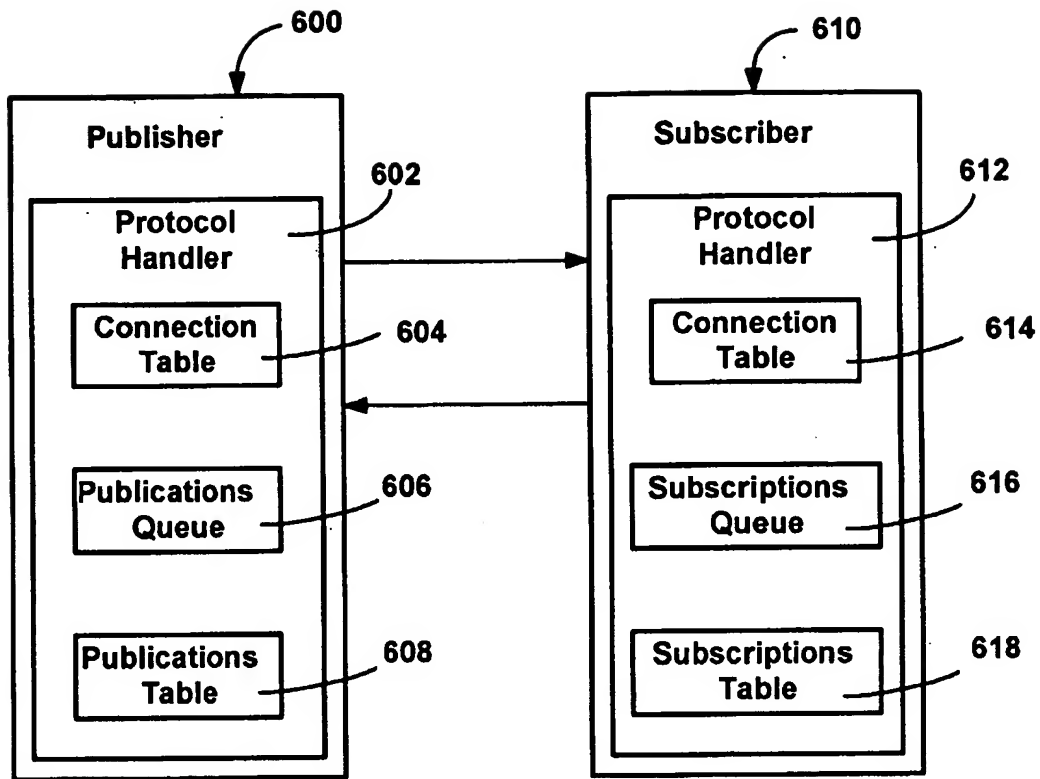 600
610
Publisher
Subscriber
602
612
Protocol
Handler
Protocol
Handler
Connection
Table
604
Connection
Table
614
Publications
Queue
606
Subscriptions
Queue
616
Publications
Table
608
Subscriptions
Table
618